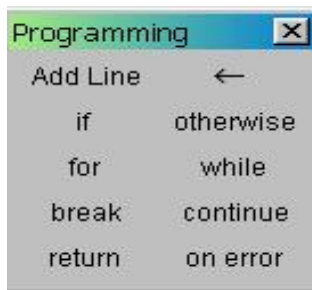 Programming
Add Line ←
if otherwise
for while
break continue
return on error